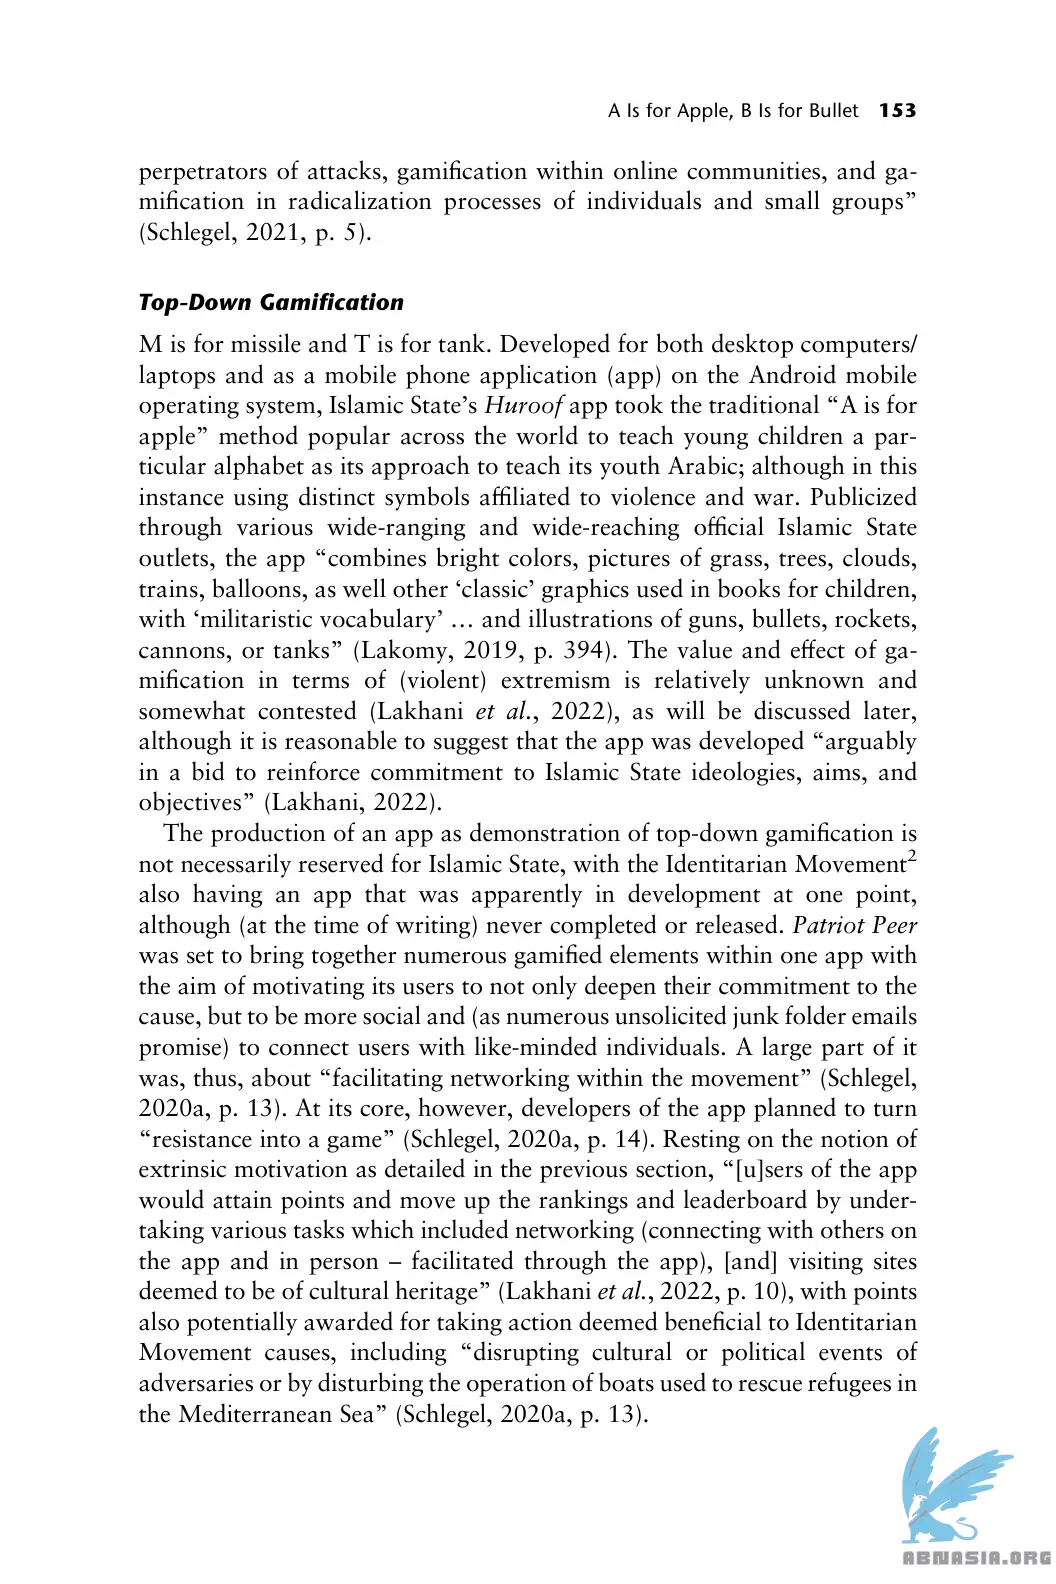 A Is for Apple, B Is for Bullet 153
perpetrators of attacks, gamification within online communities, and ga-
mification in radicalization processes of individuals and small groups”
(Schlegel, 2021, p. 5).
Top-Down Gamification
M is for missile and T is for tank. Developed for both desktop computers/
laptops and as a mobile phone application (app) on the Android mobile
operating system, Islamic State’s Huroof app took the traditional “A is for
apple” method popular across the world to teach young children a par-
ticular alphabet as its approach to teach its youth Arabic; although in this
instance using distinct symbols affiliated to violence and war. Publicized
through various wide-ranging and wide-reaching official Islamic State
outlets, the app “combines bright colors, pictures of grass, trees, clouds,
trains, balloons, as well other ‘classic’ graphics used in books for children,
with ‘militaristic vocabulary’ … and illustrations of guns, bullets, rockets,
cannons, or tanks” (Lakomy, 2019, p. 394). The value and effect of ga-
mification in terms of (violent) extremism is relatively unknown and
somewhat contested (Lakhani et al., 2022), as will be discussed later,
although it is reasonable to suggest that the app was developed “arguably
in a bid to reinforce commitment to Islamic State ideologies, aims, and
objectives” (Lakhani, 2022).
The production of an app as demonstration of top-down gamification is
not necessarily reserved for Islamic State, with the Identitarian Movement2
also having an app that was apparently in development at one point,
although (at the time of writing) never completed or released. Patriot Peer
was set to bring together numerous gamified elements within one app with
the aim of motivating its users to not only deepen their commitment to the
cause, but to be more social and (as numerous unsolicited junk folder emails
promise) to connect users with like-minded individuals. A large part of it
was, thus, about “facilitating networking within the movement” (Schlegel,
2020a, p. 13). At its core, however, developers of the app planned to turn
“resistance into a game” (Schlegel, 2020a, p. 14). Resting on the notion of
extrinsic motivation as detailed in the previous section, “[u]sers of the app
would attain points and move up the rankings and leaderboard by under-
taking various tasks which included networking (connecting with others on
the app and in person – facilitated through the app), [and] visiting sites
deemed to be of cultural heritage” (Lakhani et al., 2022, p. 10), with points
also potentially awarded for taking action deemed beneficial to Identitarian
Movement causes, including “disrupting cultural or political events of
adversaries or by disturbing the operation of boats used to rescue refugees in
the Mediterranean Sea” (Schlegel, 2020a, p. 13).
ABNASIA.ORG